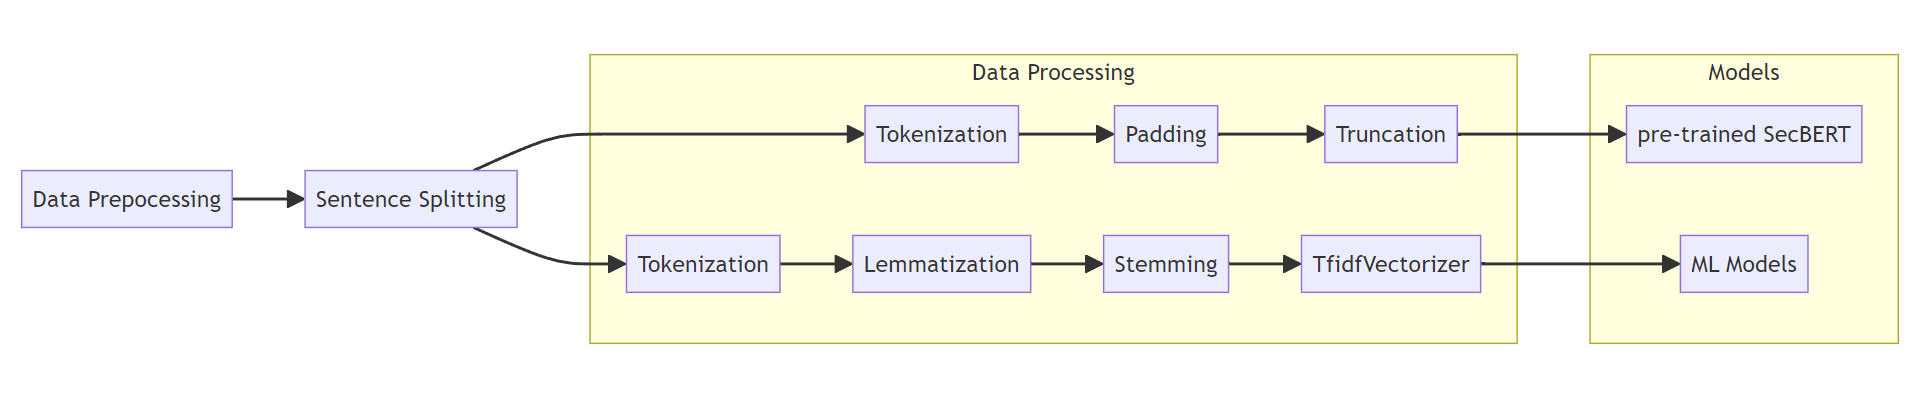 Data Processing
Models
Tokenization
Padding
Truncation
pre-trained SecBERT
Data Prepocessing
Sentence Splitting
Tokenization
Lemmatization
Stemming
TfidfVectorizer
ML Models